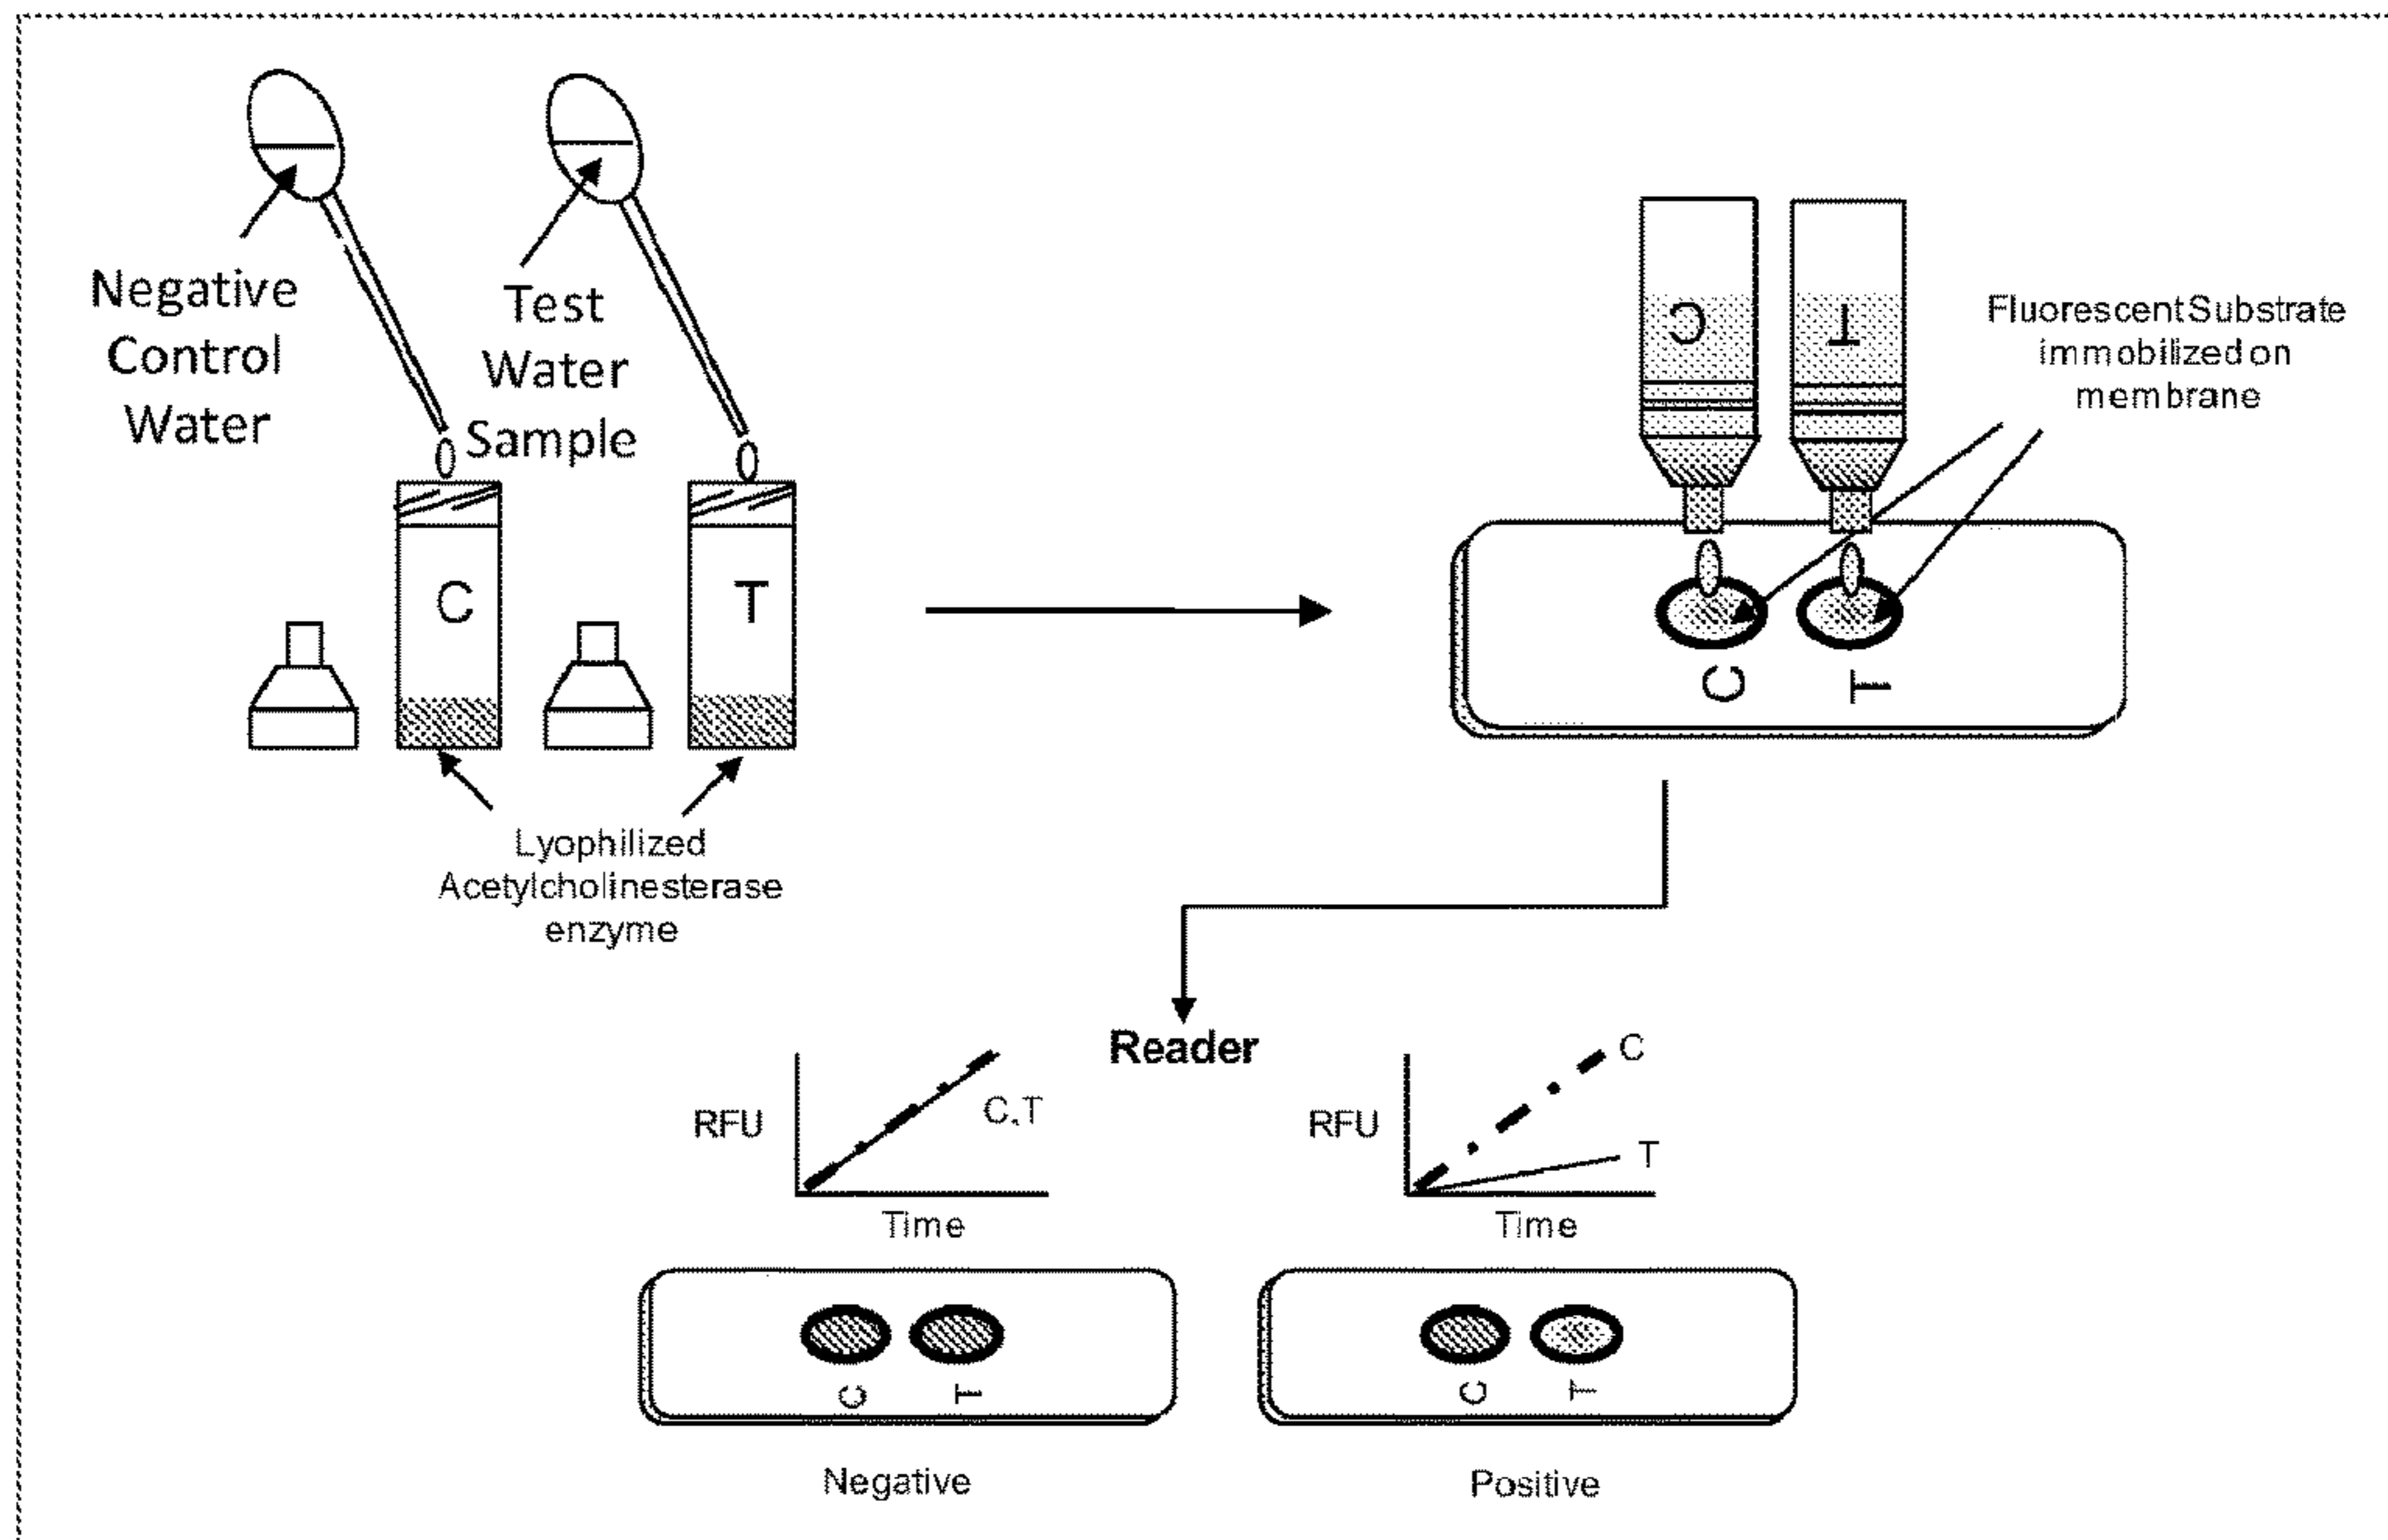 Negative
Control
Water
Test
Water
Sample
C
T
Lyophilized
Acetylcholinesterase
enzyme
C
T
Fluorescent Substrate
immobilized on
membrane
C
T
Reader
RFU
C,T
Time
RFU
C
T
Time
C
T
Negative
C
T
Positive